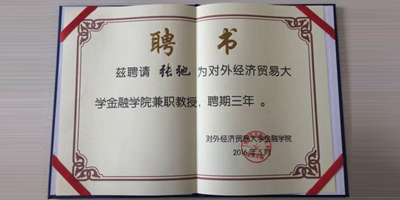 聘书
兹聘请 张弛 为对外经济贸易大
学金融学院兼职教授，聘期三年。
对外经济贸易大学金融学院
2016年5月